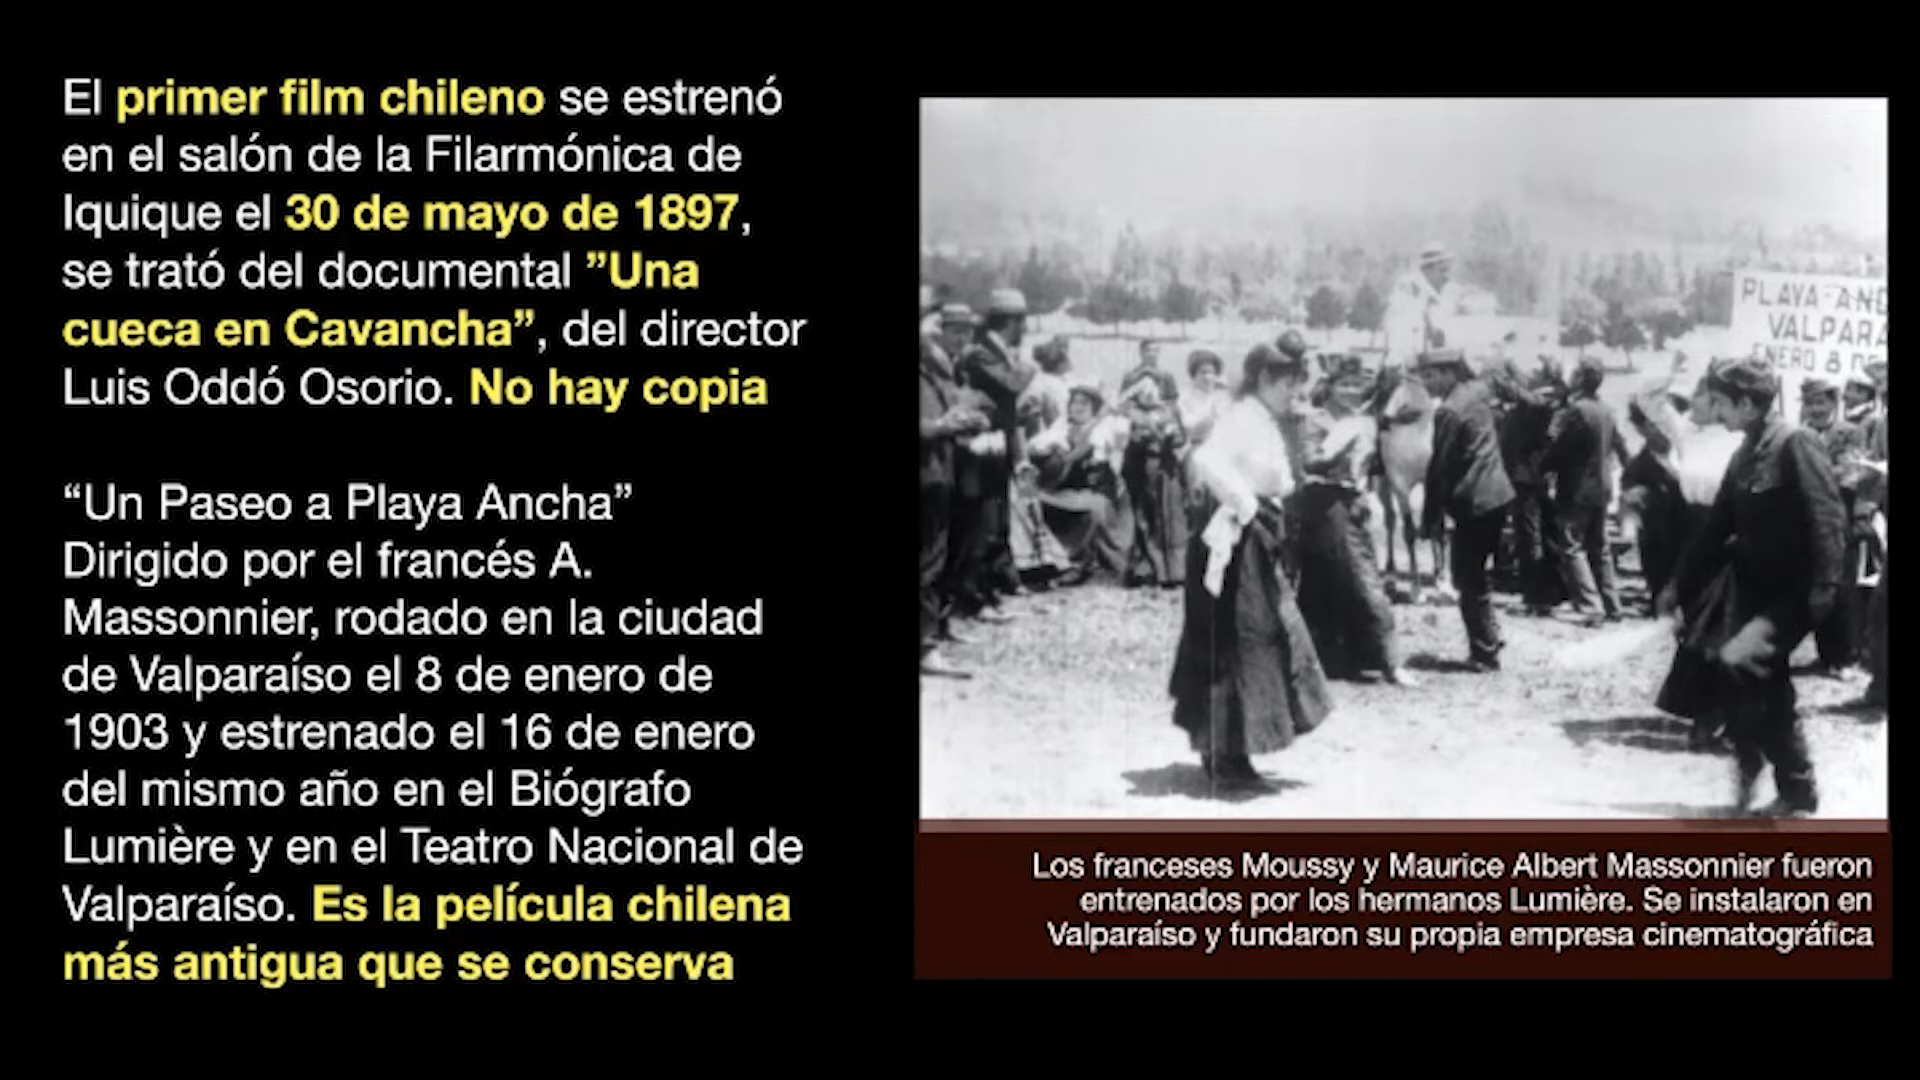 El primer film chileno se estrenó
en el salón de la Filarmónica de
Iquique el 30 de mayo de 1897,
se trató del documental ”Una
cueca en Cavancha”, del director
Luis Oddó Osorio. No hay copia
“Un Paseo a Playa Ancha”
Dirigido por el francés A.
Massonnier, rodado en la ciudad
de Valparaíso el 8 de enero de
1903 y estrenado el 16 de enero
del mismo año en el Biógrafo
Lumière y en el Teatro Nacional de
Valparaíso. Es la película chilena
más antigua que se conserva
PLAYA-ANC
VALPARA
ENERO 8 D
Los franceses Moussy y Maurice Albert Massonnier fueron
entrenados por los hermanos Lumière. Se instalaron en
Valparaíso y fundaron su propia empresa cinematográfica